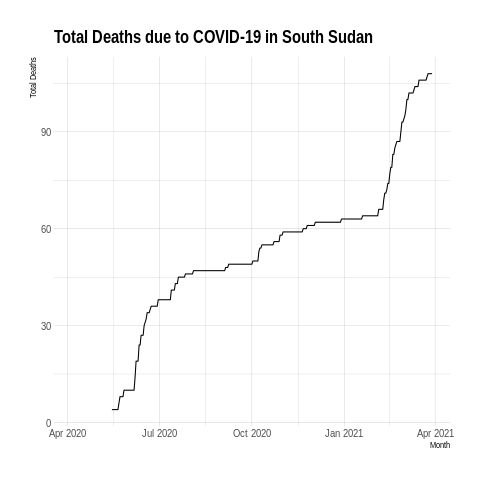 Total Deaths due to COVID-19 in South Sudan
Total Deaths
90
60
30
0
Apr 2020 Jul 2020 Oct 2020 Jan 2021 Apr 2021
Month